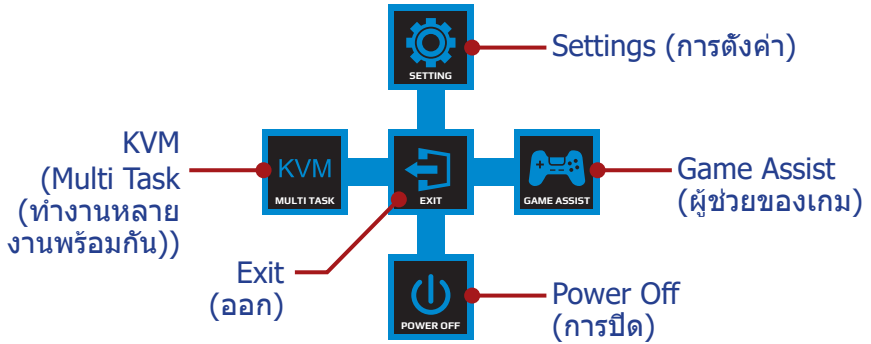 SETTING
Settings (การตั้งค่า)
KVM
(Multi Task
(ทำงานหลาย
งานพร้อมกัน))
KVM
MULTI TASK
EXIT
GAME ASSIST
Game Assist
(ผู้ช่วยของเกม)
Exit
(ออก)
POWER OFF
Power Off
(การปิด)